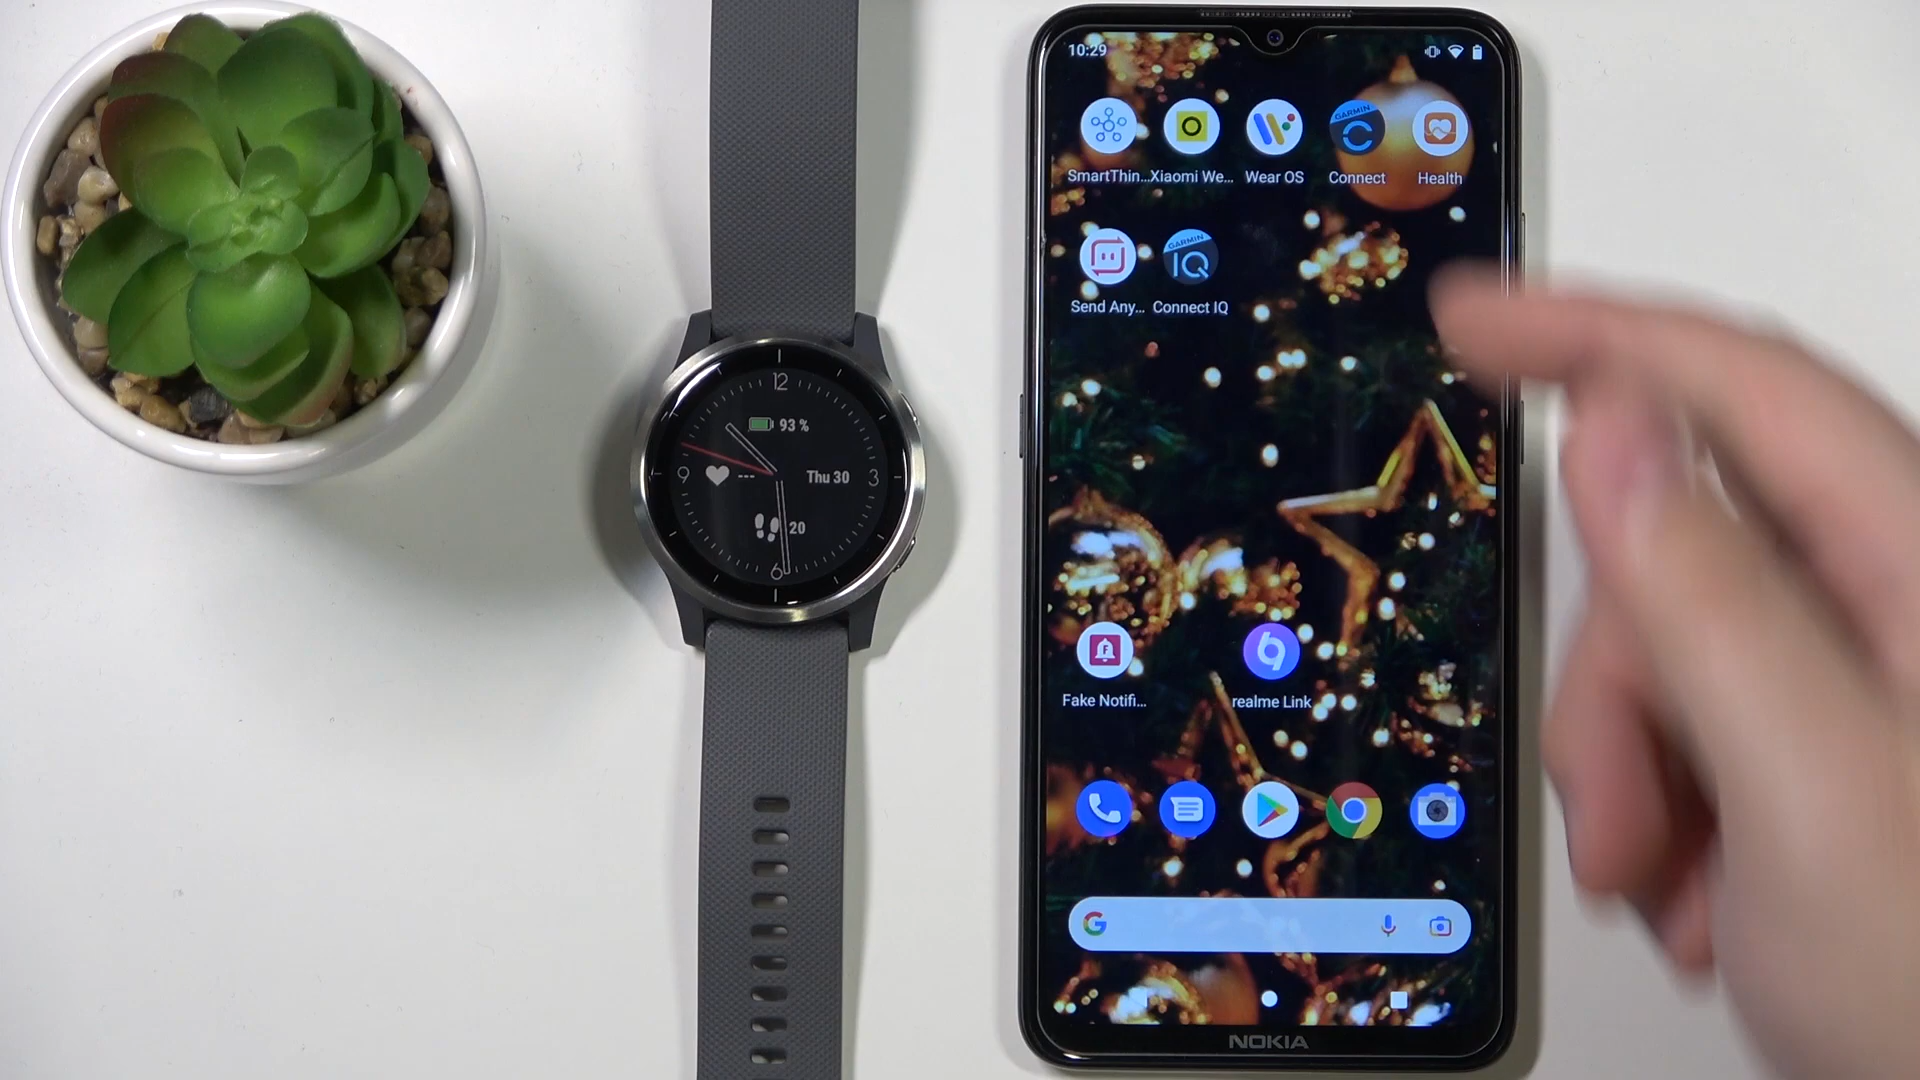 12
93 %
9
---
Thu 30
3
20
6
10:29
GARMIN
SmartThin...
Xiaomi We...
Wear OS
Connect
Health
GARMIN
IQ
Send Any...
Connect IQ
F
Fake Notifi...
realme Link
G
NOKIA